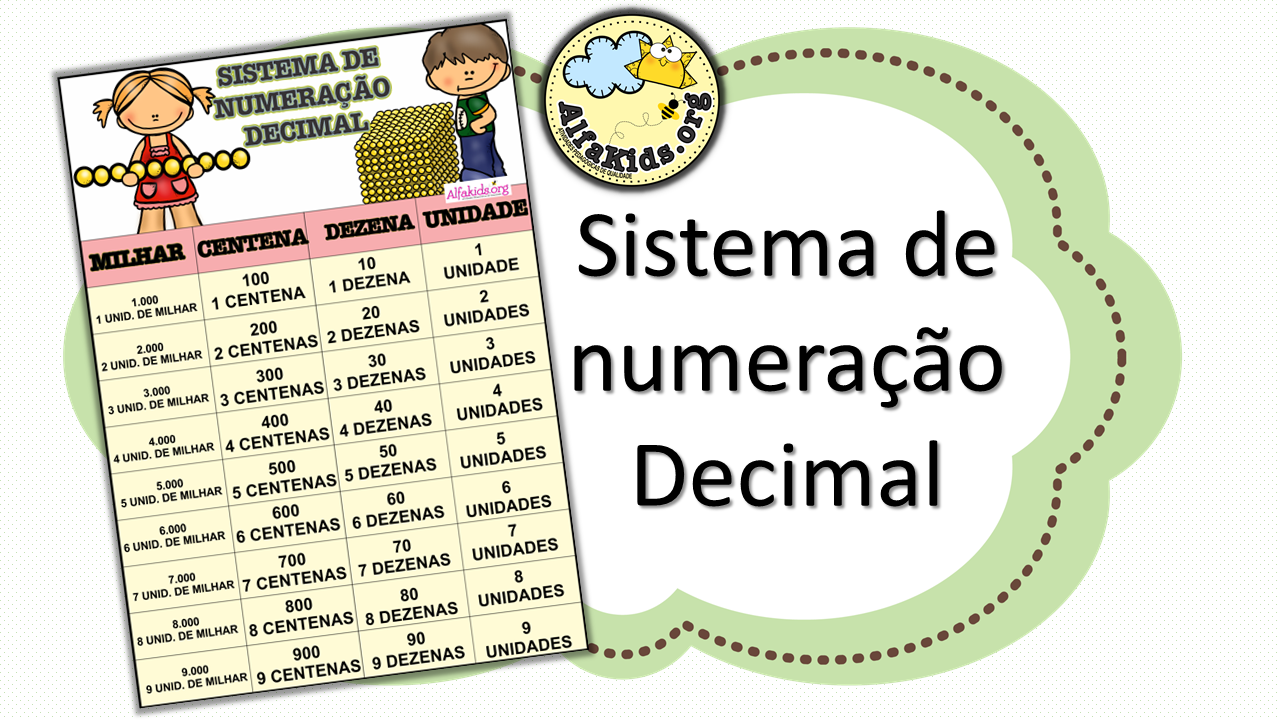 SISTEMA DE
NUMERAÇÃO
DECIMAL
Alfakids.org
MILHAR CENTENA DEZENA UNIDADE
1.000 100 10 1
1 UNID. DE MILHAR 1 CENTENA 1 DEZENA UNIDADE
2.000 200 20 2
2 UNID. DE MILHAR 2 CENTENAS 2 DEZENAS UNIDADES
3.000 300 30 3
3 UNID. DE MILHAR 3 CENTENAS 3 DEZENAS UNIDADES
4.000 400 40 4
4 UNID. DE MILHAR 4 CENTENAS 4 DEZENAS UNIDADES
5.000 500 50 5
5 UNID. DE MILHAR 5 CENTENAS 5 DEZENAS UNIDADES
6.000 600 60 6
6 UNID. DE MILHAR 6 CENTENAS 6 DEZENAS UNIDADES
7.000 700 70 7
7 UNID. DE MILHAR 7 CENTENAS 7 DEZENAS UNIDADES
8.000 800 80 8
8 UNID. DE MILHAR 8 CENTENAS 8 DEZENAS UNIDADES
9.000 900 90 9
9 UNID. DE MILHAR 9 CENTENAS 9 DEZENAS UNIDADES
AlfaKids.org
ATIVIDADES PEDAGÓGICAS DE QUALIDADE
Sistema de
numeração
Decimal